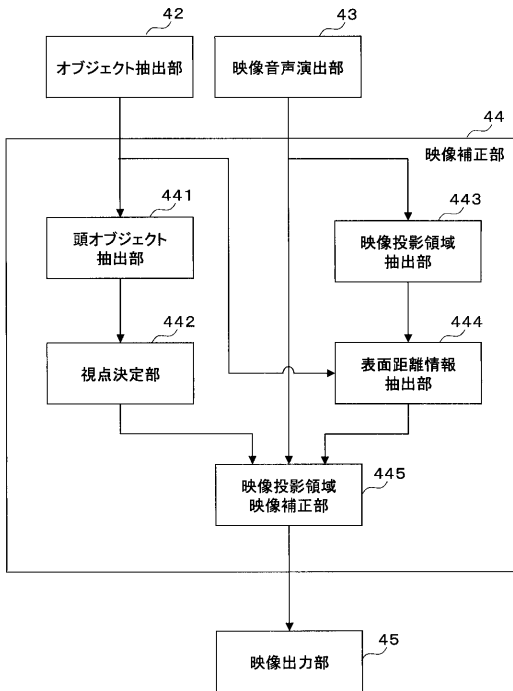 42
オブジェクト抽出部
43
映像音声演出部
44
映像補正部
441
頭オブジェクト
抽出部
443
映像投影領域
抽出部
442
視点決定部
444
表面距離情報
抽出部
映像投影領域
映像補正部
445
45
映像出力部